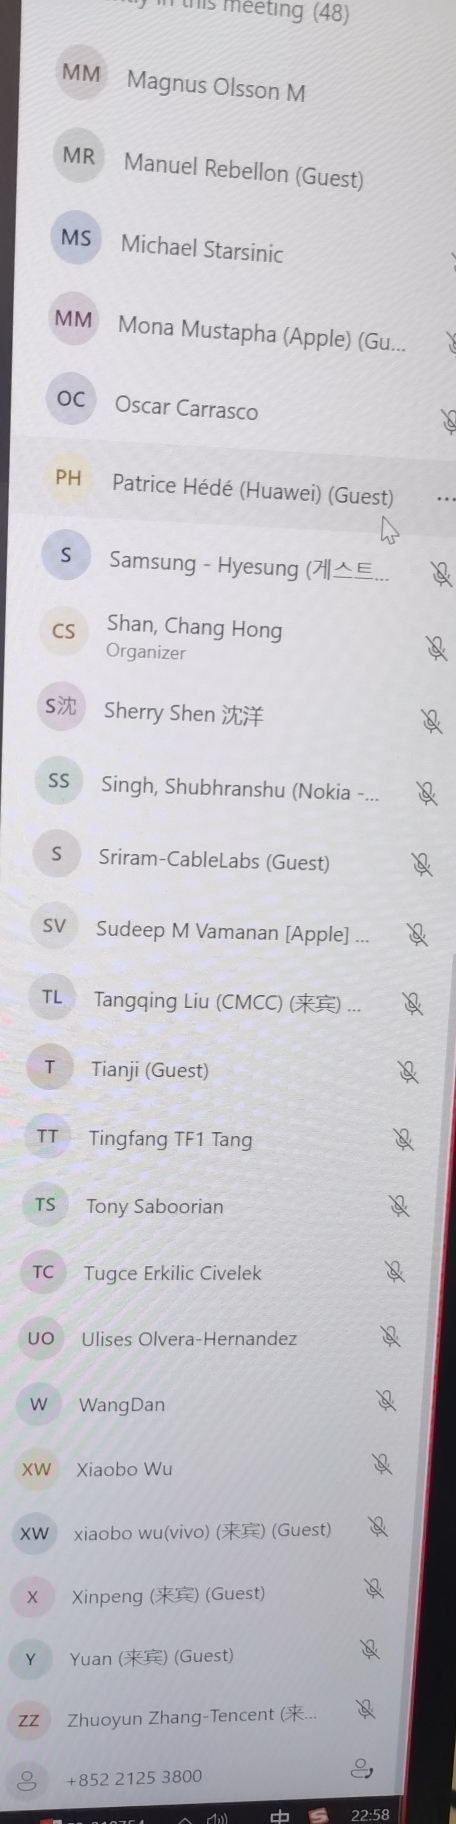 in this meeting (48)
MM Magnus Olsson M
MR Manuel Rebellon (Guest)
MS Michael Starsinic
MM Mona Mustapha (Apple) (Gu...
OC Oscar Carrasco
PH Patrice Hédé (Huawei) (Guest)
S Samsung - Hyesung (게스트...
CS Shan, Chang Hong
Organizer
S沈 Sherry Shen 沈洋
SS Singh, Shubhranshu (Nokia -...
S Sriram-CableLabs (Guest)
SV Sudeep M Vamanan [Apple] ...
TL Tangqing Liu (CMCC) (来宾) ...
T Tianji (Guest)
TT Tingfang TF1 Tang
TS Tony Saboorian
TC Tugce Erkilic Civelek
UO Ulises Olvera-Hernandez
W WangDan
XW Xiaobo Wu
XW xiaobo wu(vivo) (来宾) (Guest)
X Xinpeng (来宾) (Guest)
Y Yuan (来宾) (Guest)
ZZ Zhuoyun Zhang-Tencent (来...
+852 2125 3800
中 S 22:58